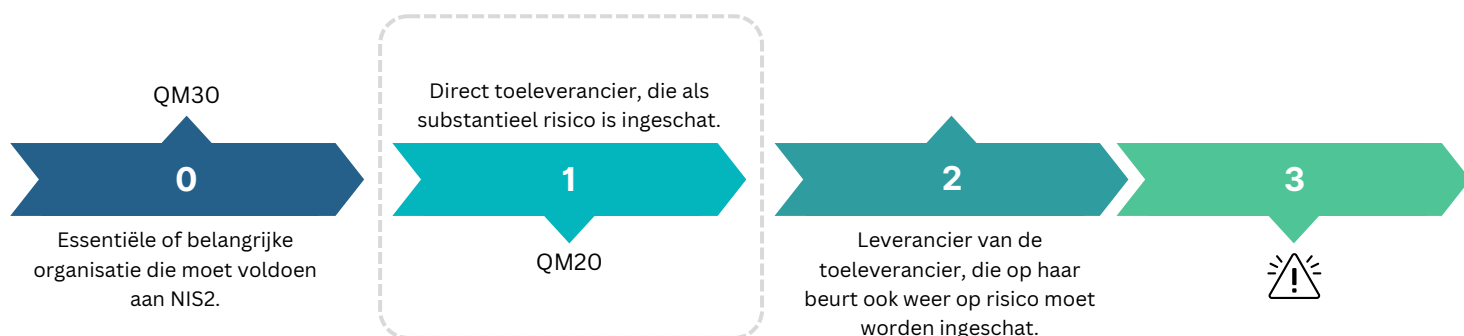 QM30
0
Essentiële of belangrijke
organisatie die moet voldoen
aan NIS2.
Direct toeleverancier, die als
substantieel risico is ingeschat.
1
QM20
2
Leverancier van de
toeleverancier, die op haar
beurt ook weer op risico moet
worden ingeschat.
3
!